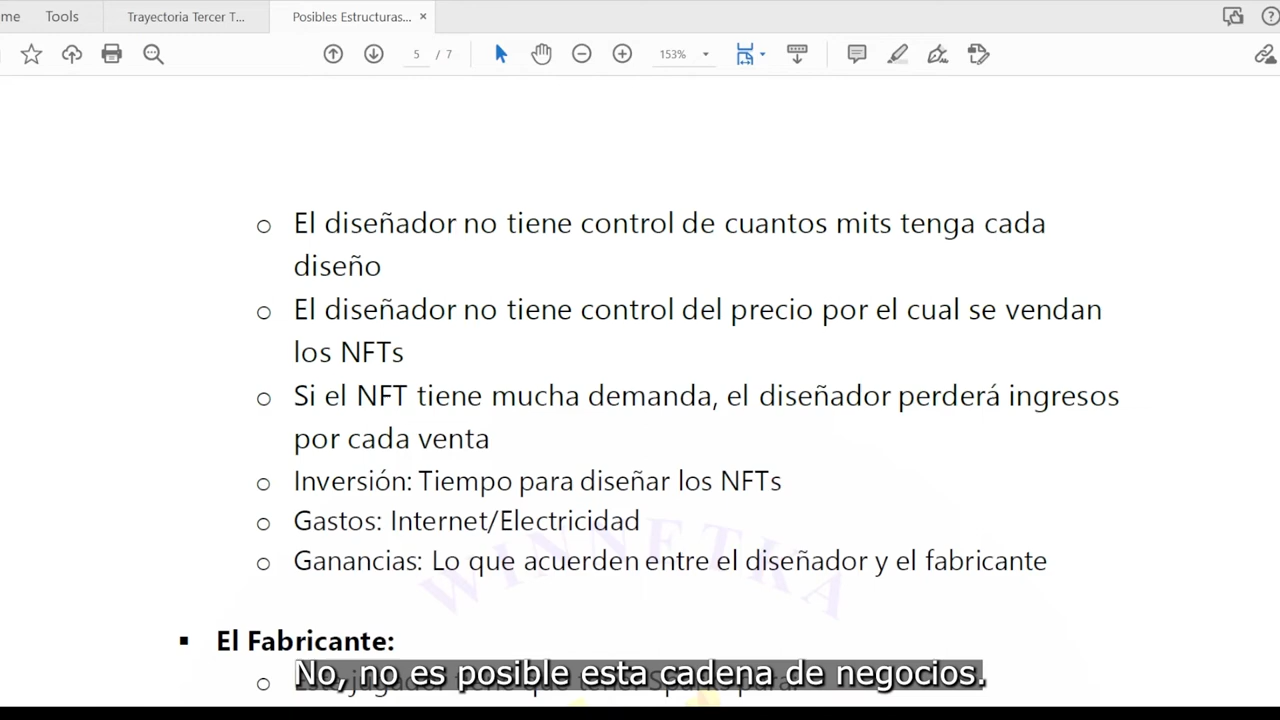 me Tools Trayectoria Tercer T... Posibles Estructuras... ×
5 / 7 153%
El diseñador no tiene control de cuantos mits tenga cada
diseño
El diseñador no tiene control del precio por el cual se vendan
los NFTs
Si el NFT tiene mucha demanda, el diseñador perderá ingresos
por cada venta
Inversión: Tiempo para diseñar los NFTs
Gastos: Internet/Electricidad
Ganancias: Lo que acuerden entre el diseñador y el fabricante
WINNETKA
El Fabricante:
No, no es posible esta cadena de negocios.